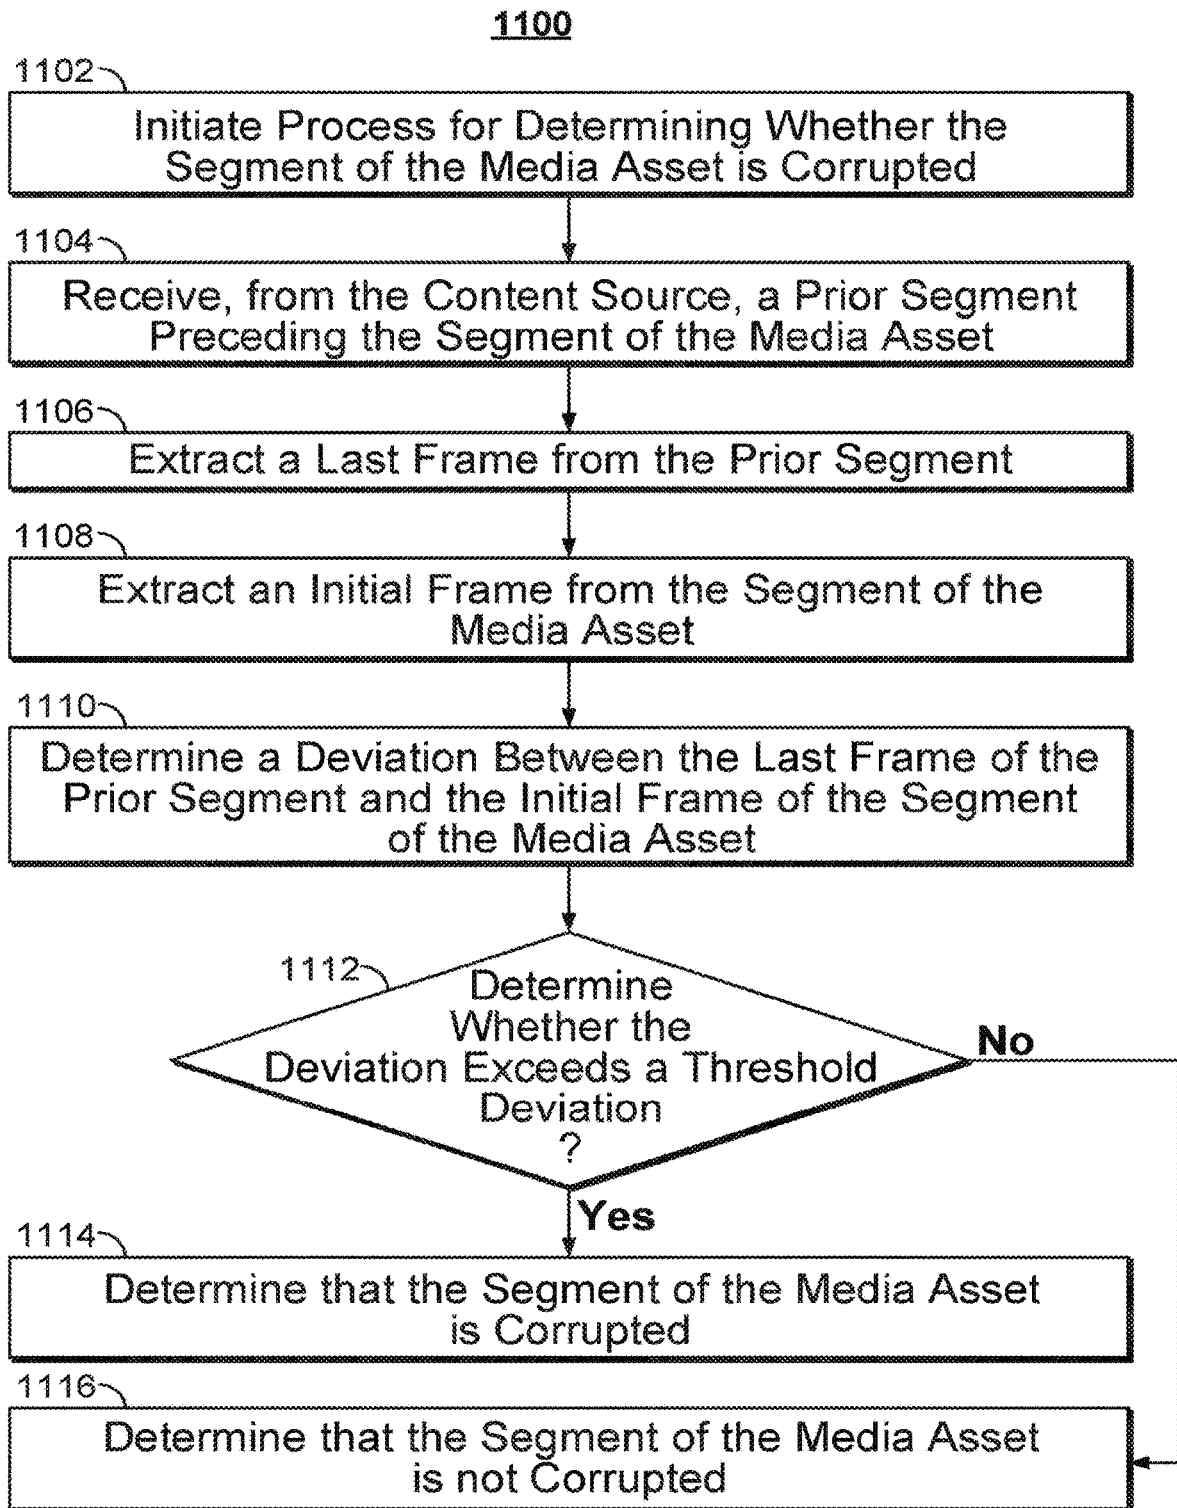 1100
1102
Initiate Process for Determining Whether the
Segment of the Media Asset is Corrupted
1104
Receive, from the Content Source, a Prior Segment
Preceding the Segment of the Media Asset
1106
Extract a Last Frame from the Prior Segment
1108
Extract an Initial Frame from the Segment of the
Media Asset
1110
Determine a Deviation Between the Last Frame of the
Prior Segment and the Initial Frame of the Segment
of the Media Asset
1112
Determine
Whether the
Deviation Exceeds a Threshold
Deviation
?
No
Yes
1114
Determine that the Segment of the Media Asset
is Corrupted
1116
Determine that the Segment of the Media Asset
is not Corrupted